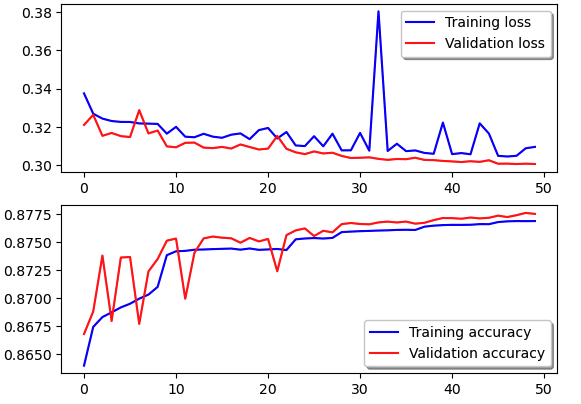 0.38
0.36
0.34
0.32
0.30
Training loss
Validation loss
0 10 20 30 40 50
0.8775
0.8750
0.8725
0.8700
0.8675
0.8650
Training accuracy
Validation accuracy
0 10 20 30 40 50